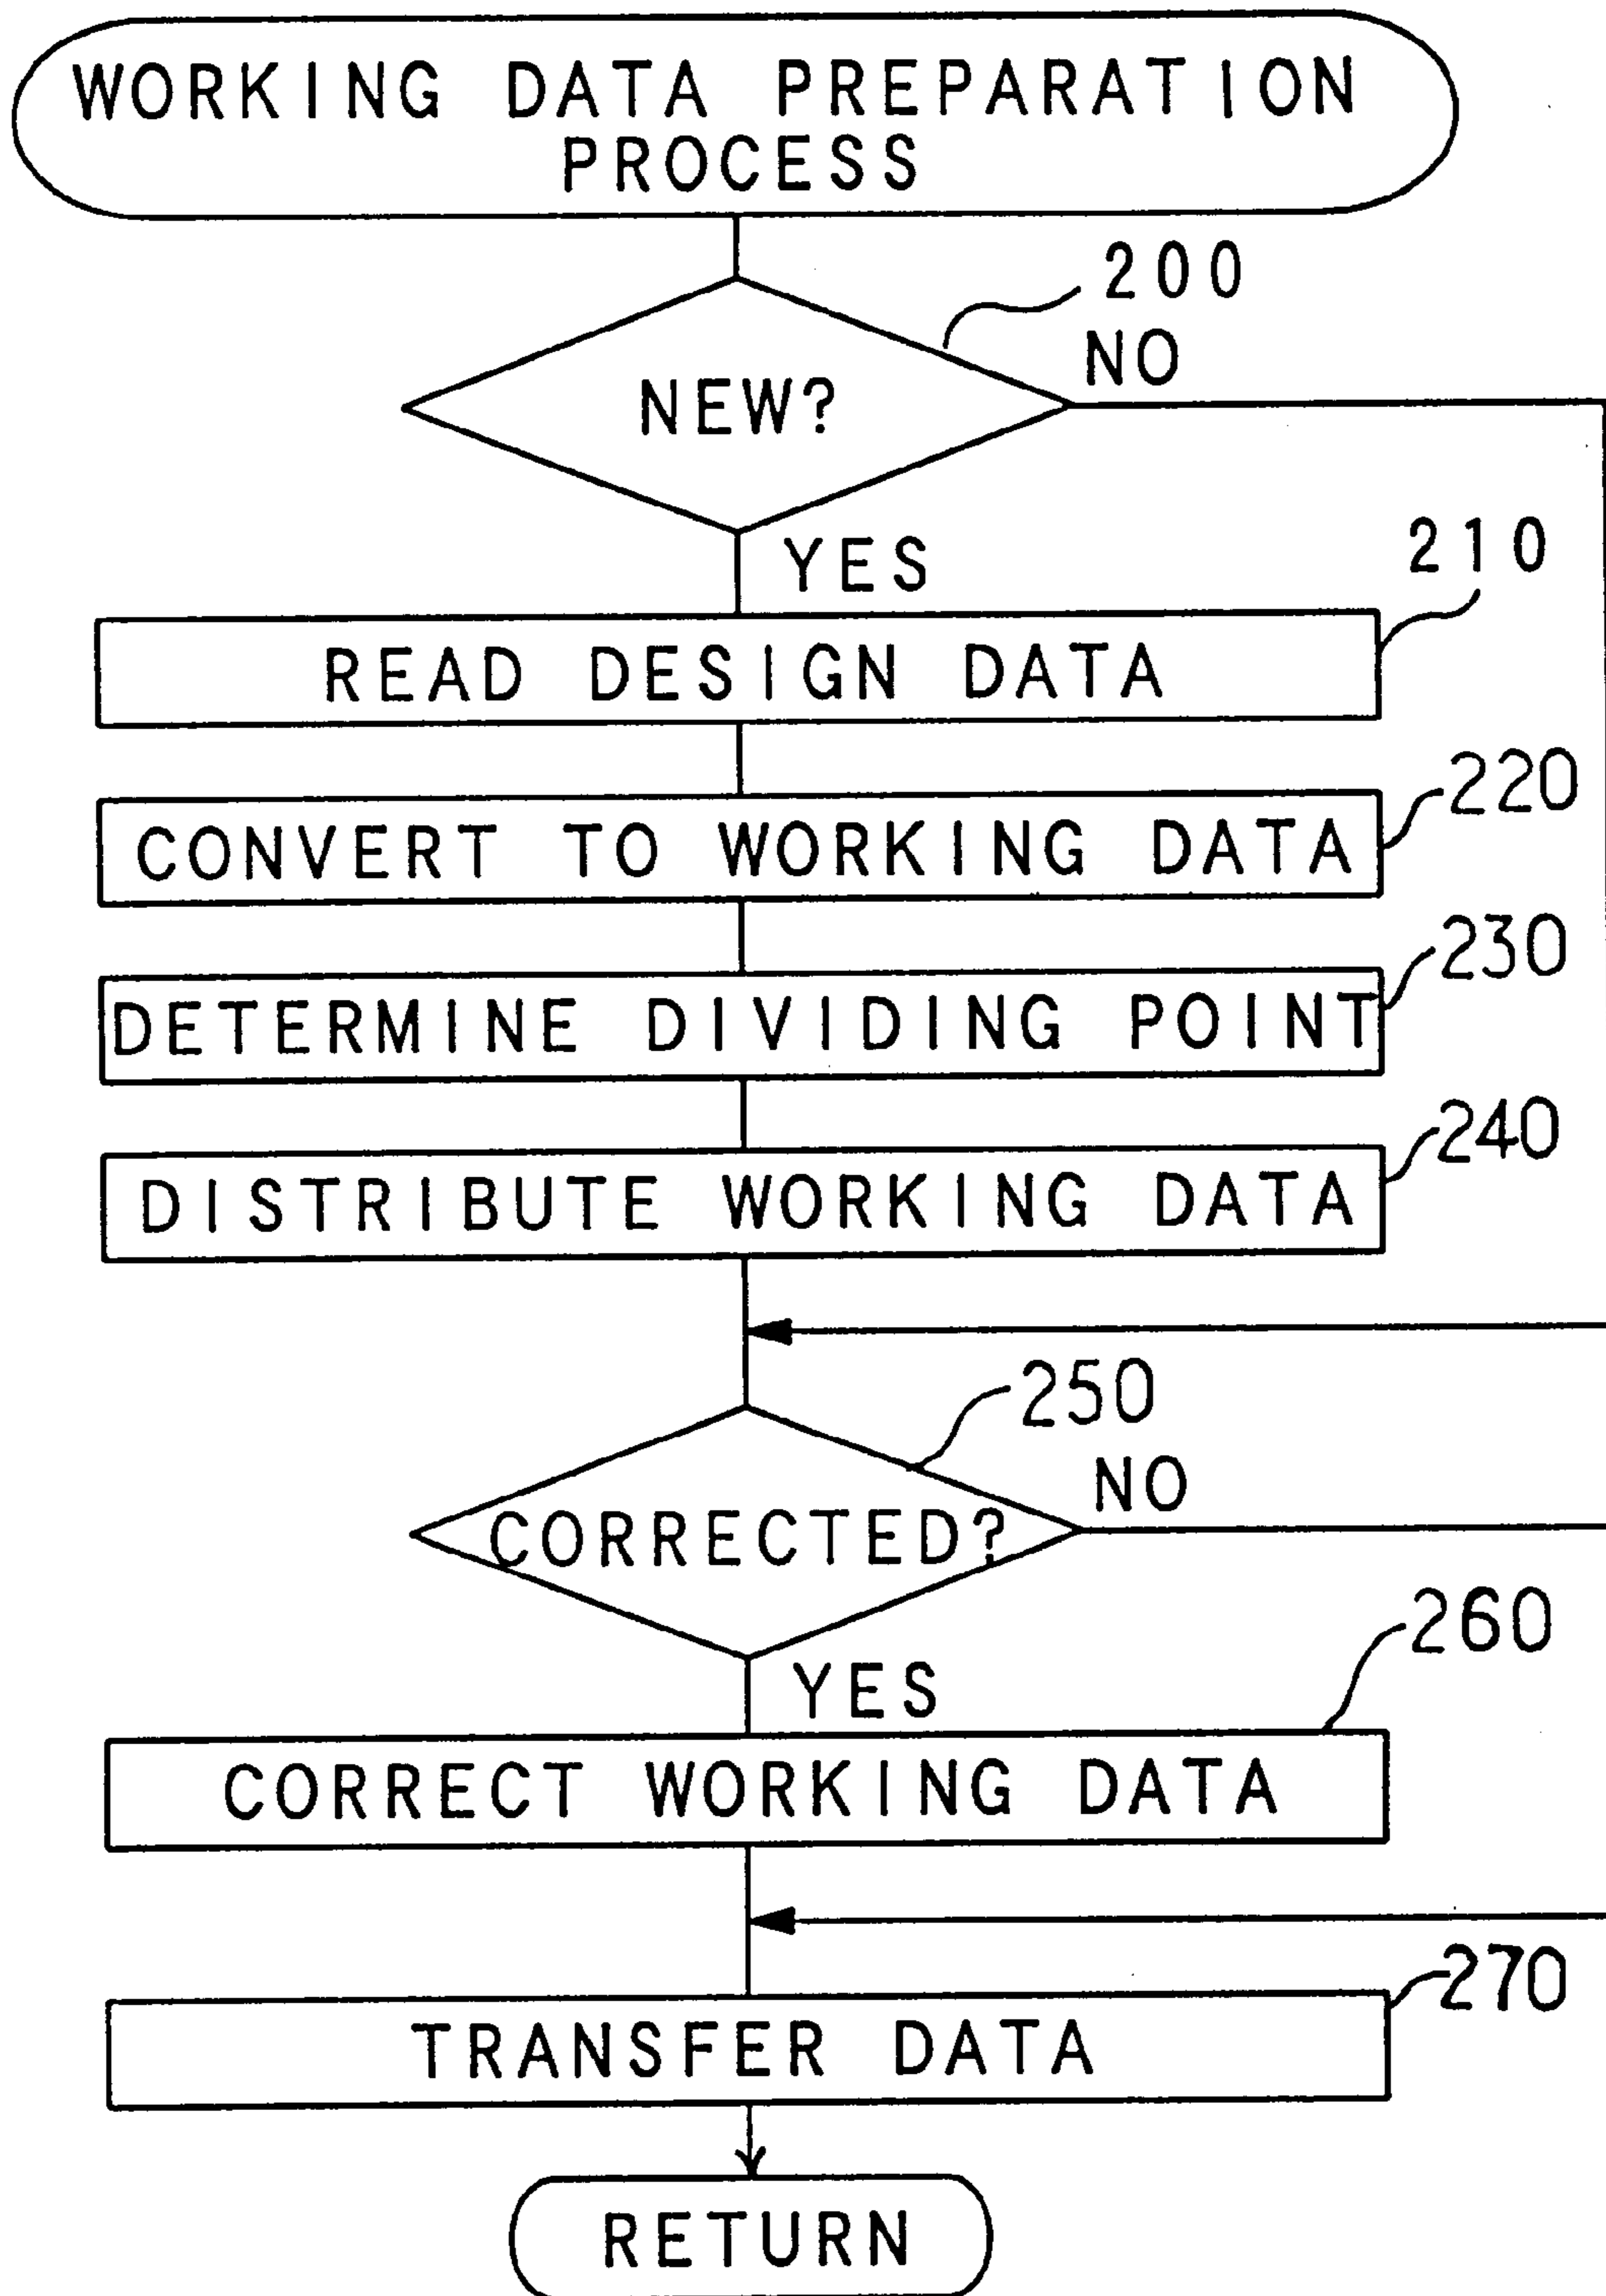 WORKING DATA PREPARATION
PROCESS
200
NO
NEW?
YES
210
READ DESIGN DATA
220
CONVERT TO WORKING DATA
230
DETERMINE DIVIDING POINT
240
DISTRIBUTE WORKING DATA
250
NO
CORRECTED?
260
YES
CORRECT WORKING DATA
270
TRANSFER DATA
RETURN